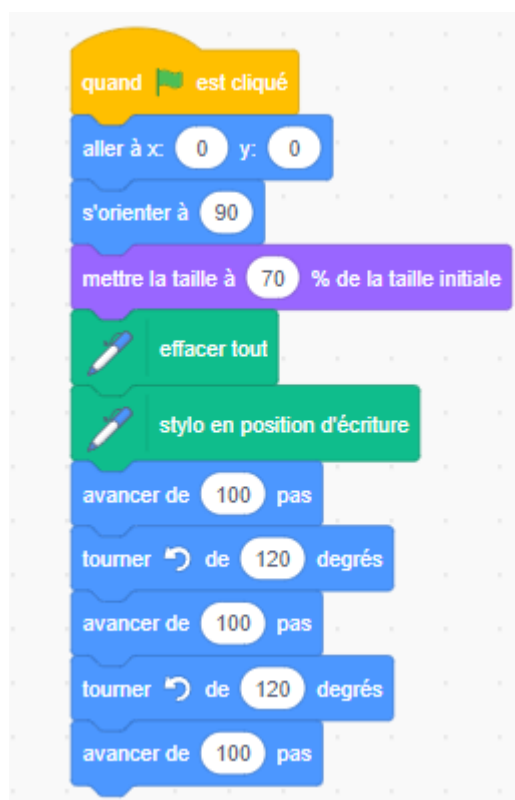 quand est cliqué
aller à x: 0 y: 0
s'orienter à 90
mettre la taille à 70 % de la taille initiale
effacer tout
stylo en position d'écriture
avancer de 100 pas
tourner de 120 degrés
avancer de 100 pas
tourner de 120 degrés
avancer de 100 pas